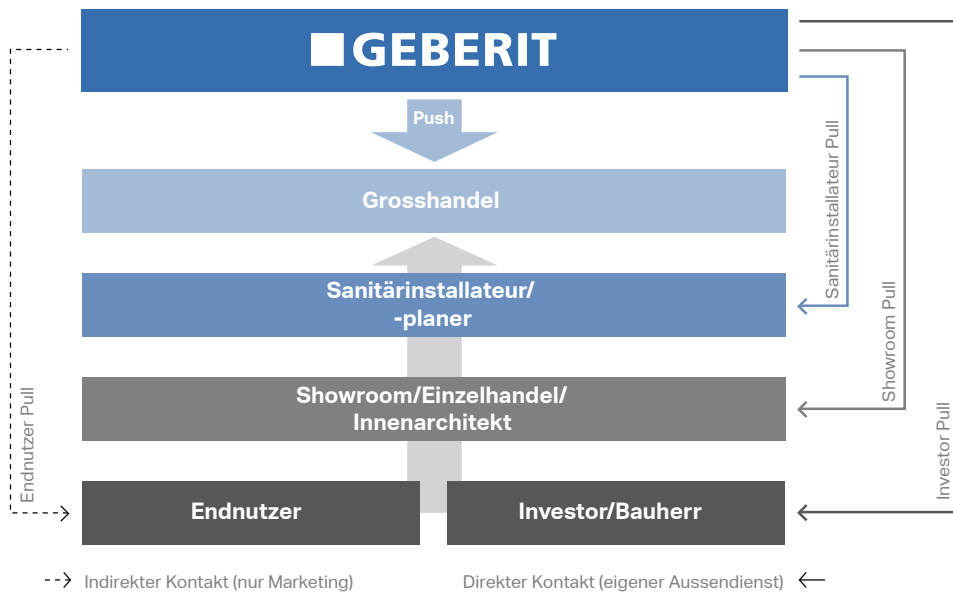 GEBERIT
Push
Grosshandel
Sanitärinstallateur/
-planer
Showroom/Einzelhandel/
Innenarchitekt
Endnutzer
Investor/Bauherr
Endnutzer Pull
Sanitärinstallateur Pull
Showroom Pull
Investor Pull
Indirekter Kontakt (nur Marketing)
Direkter Kontakt (eigener Aussendienst)